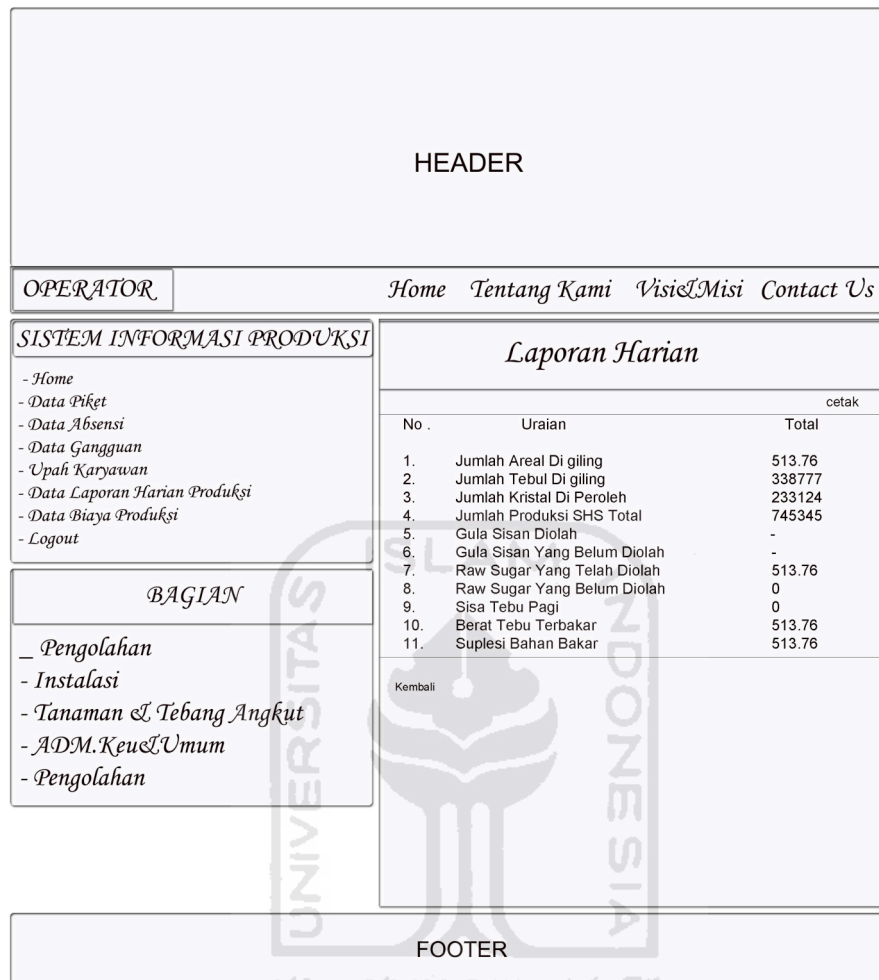 HEADER
OPERATOR Home Tentang Kami Visi&Misi Contact Us
SISTEM INFORMASI PRODUKSI
- Home
- Data Piket
- Data Absensi
- Data Gangguan
- Upah Karyawan
- Data Laporan Harian Produksi
- Data Biaya Produksi
- Logout
BAGIAN
_ Pengolahan
- Instalasi
- Tanaman & Tebang Angkut
- ADM.Keu&Umum
- Pengolahan
Laporan Harian
cetak
No . Uraian Total
1. Jumlah Areal Di giling 513.76
2. Jumlah Tebul Di giling 338777
3. Jumlah Kristal Di Peroleh 233124
4. Jumlah Produksi SHS Total 745345
5. Gula Sisan Diolah -
6. Gula Sisan Yang Belum Diolah -
7. Raw Sugar Yang Telah Diolah 513.76
8. Raw Sugar Yang Belum Diolah 0
9. Sisa Tebu Pagi 0
10. Berat Tebu Terbakar 513.76
11. Suplesi Bahan Bakar 513.76
Kembali
ISLAM
UNIVERSITAS
INDONESIA
FOOTER